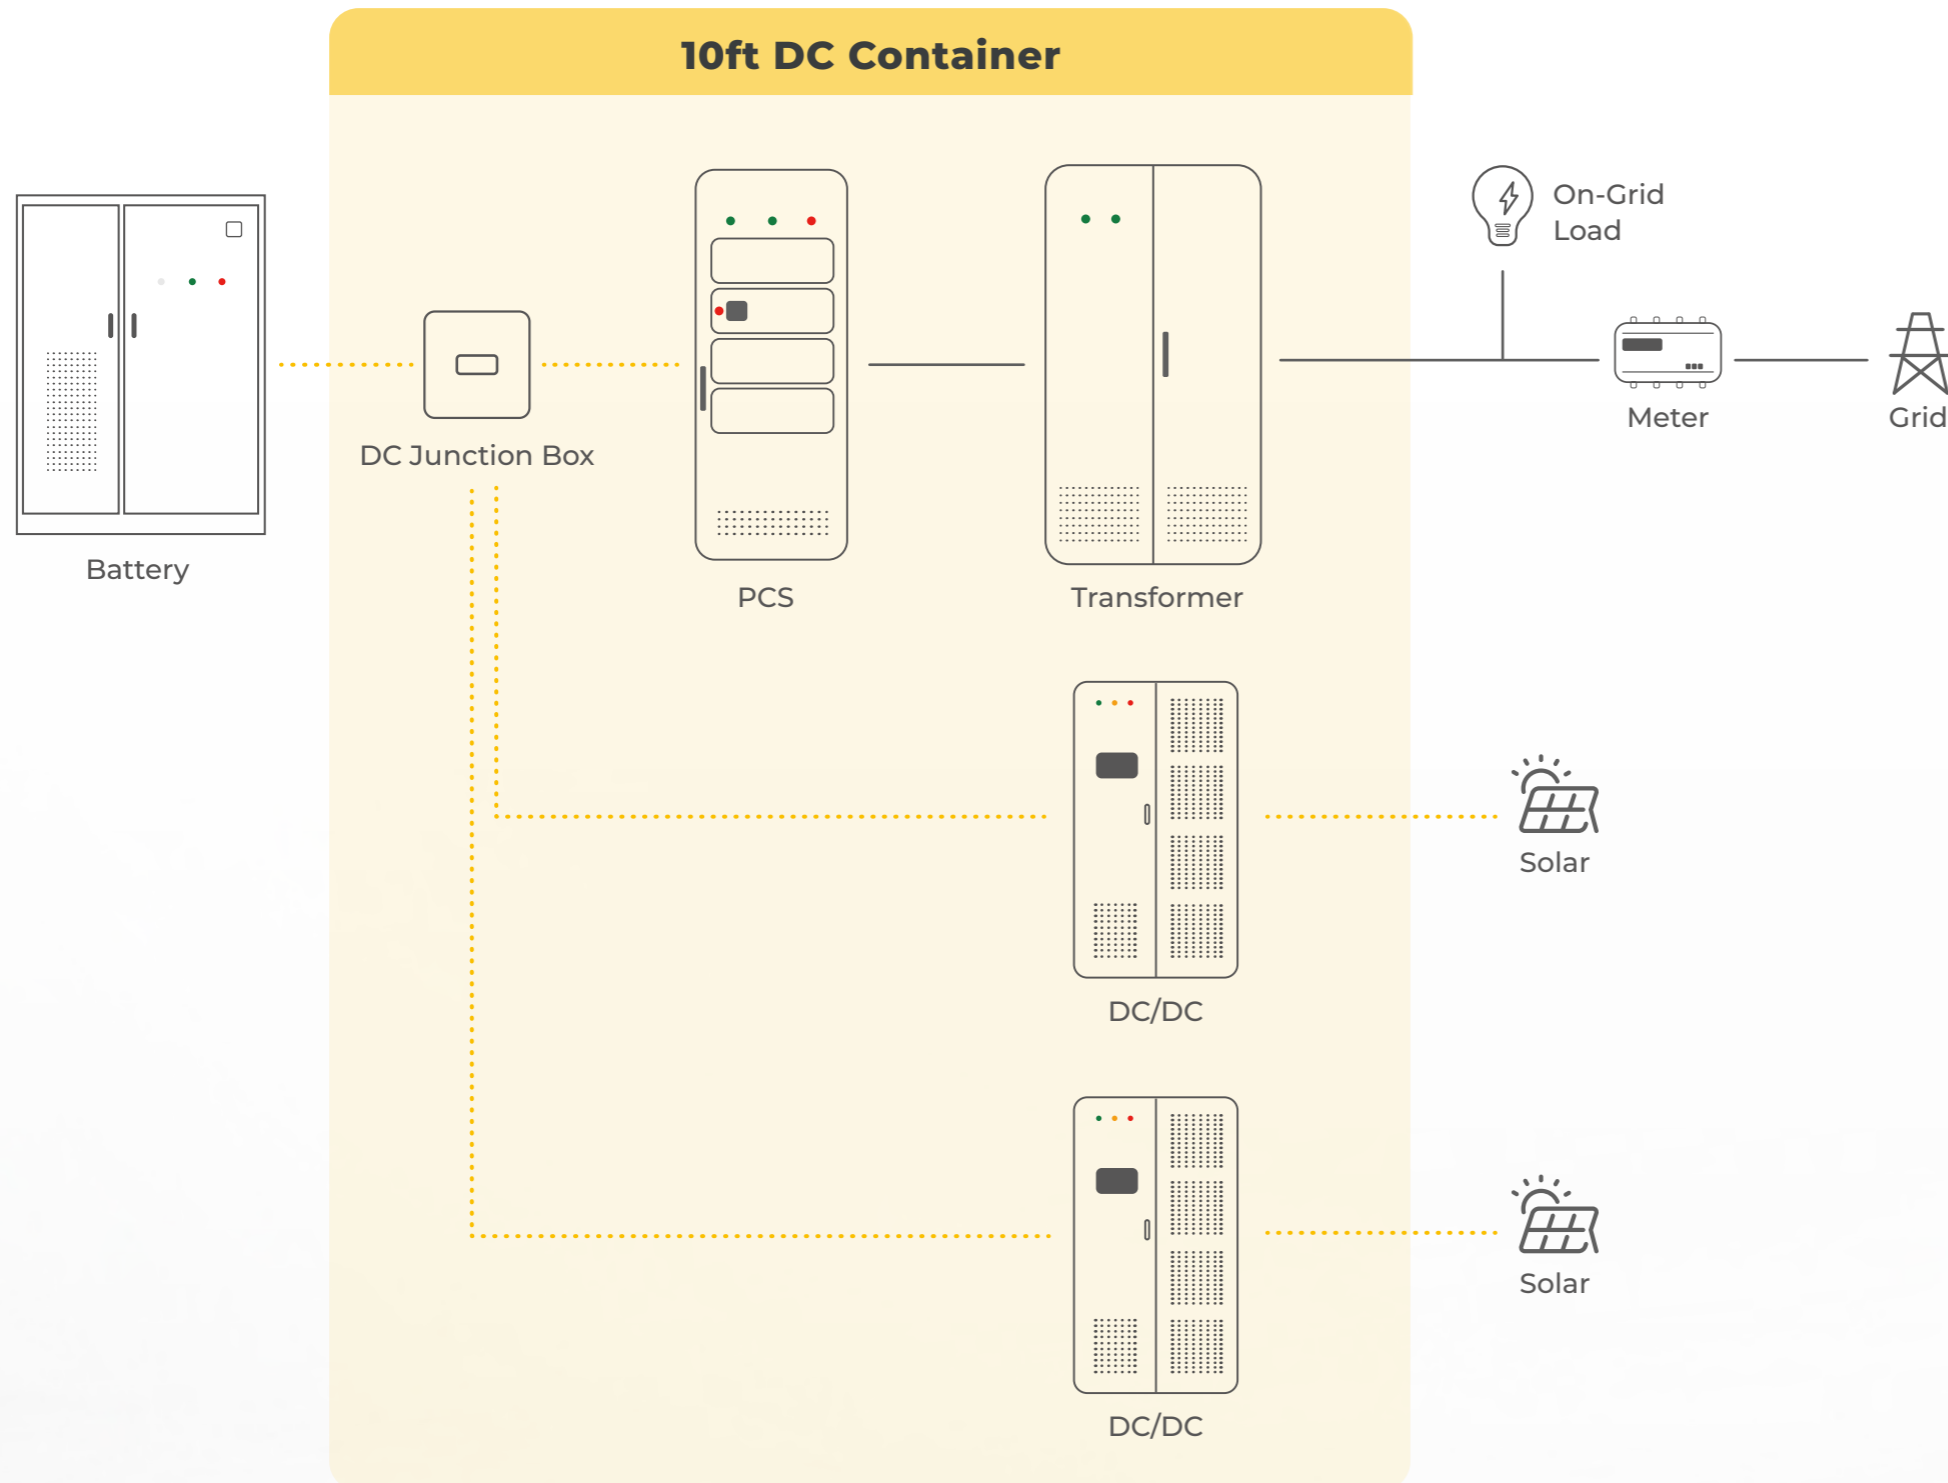 10ft DC Container
On-Grid
Load
Meter
Grid
DC Junction Box
Battery
PCS
Transformer
Solar
DC/DC
Solar
DC/DC